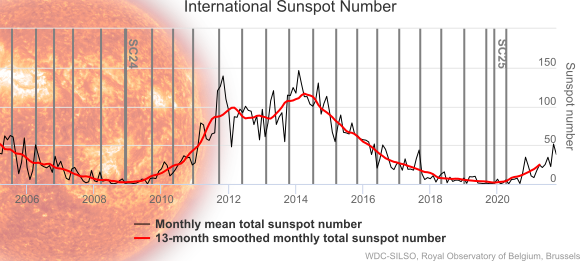 International Sunspot Number
SC24
SC25
150
100
50
0
Sunspot number
2006 2008 2010 2012 2014 2016 2018 2020
Monthly mean total sunspot number
13-month smoothed monthly total sunspot number
WDC-SILSO, Royal Observatory of Belgium, Brussels